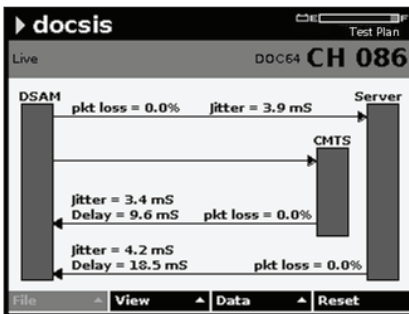 docsis
E F
Test Plan
Live
DOC64 CH 086
DSAM
Server
pkt loss = 0.0% Jitter = 3.9 mS
CMTS
Jitter = 3.4 mS
Delay = 9.6 mS pkt loss = 0.0%
Jitter = 4.2 mS
Delay = 18.5 mS pkt loss = 0.0%
File View Data Reset